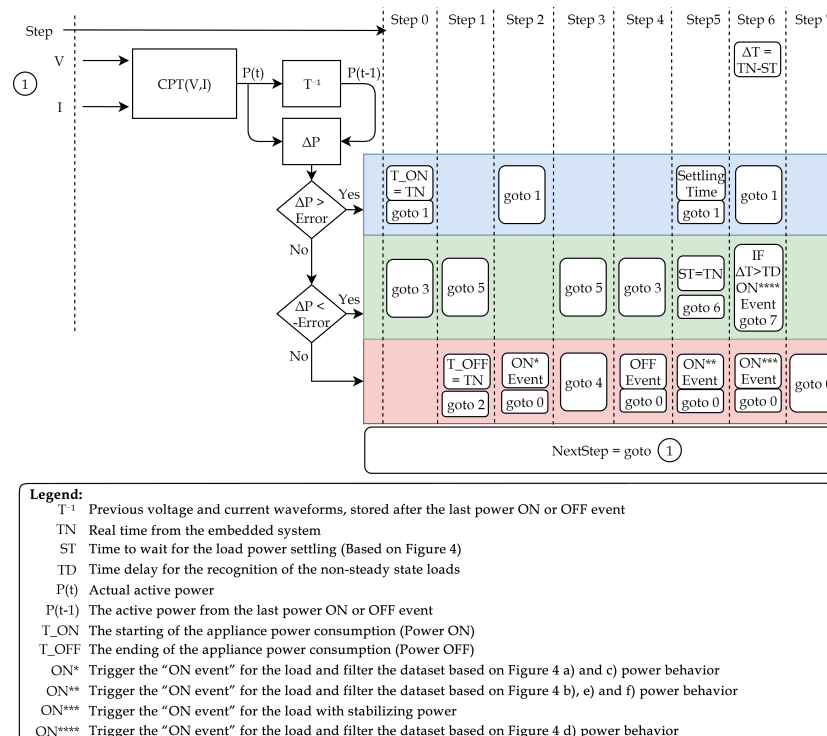 Step 0 Step 1 Step 2 Step 3 Step 4 Step5 Step 6 Step
Step
V
I
1
CPT(V,I)
P(t)
T⁻¹
P(t-1)
ΔP
ΔT =
TN-ST
ΔP >
Error
Yes
No
T_ON
= TN
goto 1
goto 1
Settling
Time
goto 1
goto 1
ΔP <
-Error
Yes
No
goto 3
goto 5
goto 5
goto 3
ST=TN
goto 6
IF
ΔT>TD
ON****
Event
goto 7
T_OFF
= TN
goto 2
ON*
Event
goto 0
goto 4
OFF
Event
goto 0
ON**
Event
goto 0
ON***
Event
goto 0
goto
NextStep = goto 1
Legend:
T⁻¹ Previous voltage and current waveforms, stored after the last power ON or OFF event
TN Real time from the embedded system
ST Time to wait for the load power settling (Based on Figure 4)
TD Time delay for the recognition of the non-steady state loads
P(t) Actual active power
P(t-1) The active power from the last power ON or OFF event
T_ON The starting of the appliance power consumption (Power ON)
T_OFF The ending of the appliance power consumption (Power OFF)
ON* Trigger the “ON event” for the load and filter the dataset based on Figure 4 a) and c) power behavior
ON** Trigger the “ON event” for the load and filter the dataset based on Figure 4 b), e) and f) power behavior
ON*** Trigger the “ON event” for the load with stabilizing power
ON**** Trigger the “ON event” for the load and filter the dataset based on Figure 4 d) power behavior